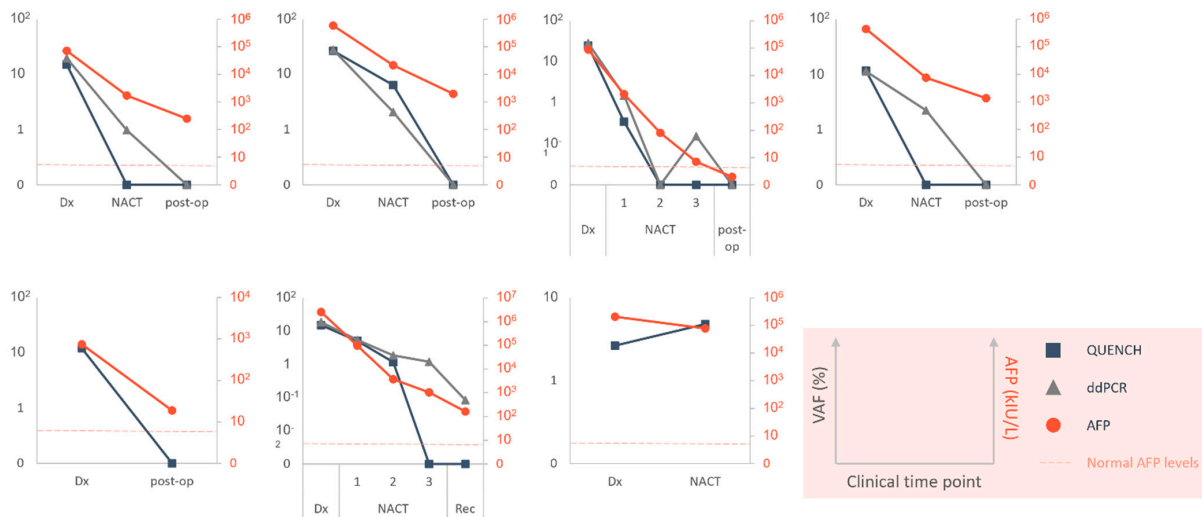 10² 10⁶ 10² 10⁶ 10² 10⁶ 10² 10⁶
10⁵ 10⁵ 10⁵ 10⁵
10 10⁴ 10 10⁴ 10 10⁴ 10 10⁴
10³ 10³ 1 10³ 10³
1 10² 1 10² 10² 1 10²
10 10 10⁻¹ 10 10
0 0 0 0 0 0 0 0
Dx NACT post-op Dx NACT post-op 1 2 3 Dx NACT post-op
Dx NACT post-op
10² 10⁴ 10² 10⁷ 10 10⁶
10⁶ 10⁵
10 10³ 10 10⁵ 10⁴
1 10⁴ 1 10³
1 10² 10⁻¹ 10³ 10²
10 10⁻² 10² 10
10
0 0 0 0 0 0
Dx post-op 1 2 3 Dx NACT
Dx NACT Rec
VAF (%)
AFP (kIU/L)
QUENCH
ddPCR
AFP
Normal AFP levels
Clinical time point